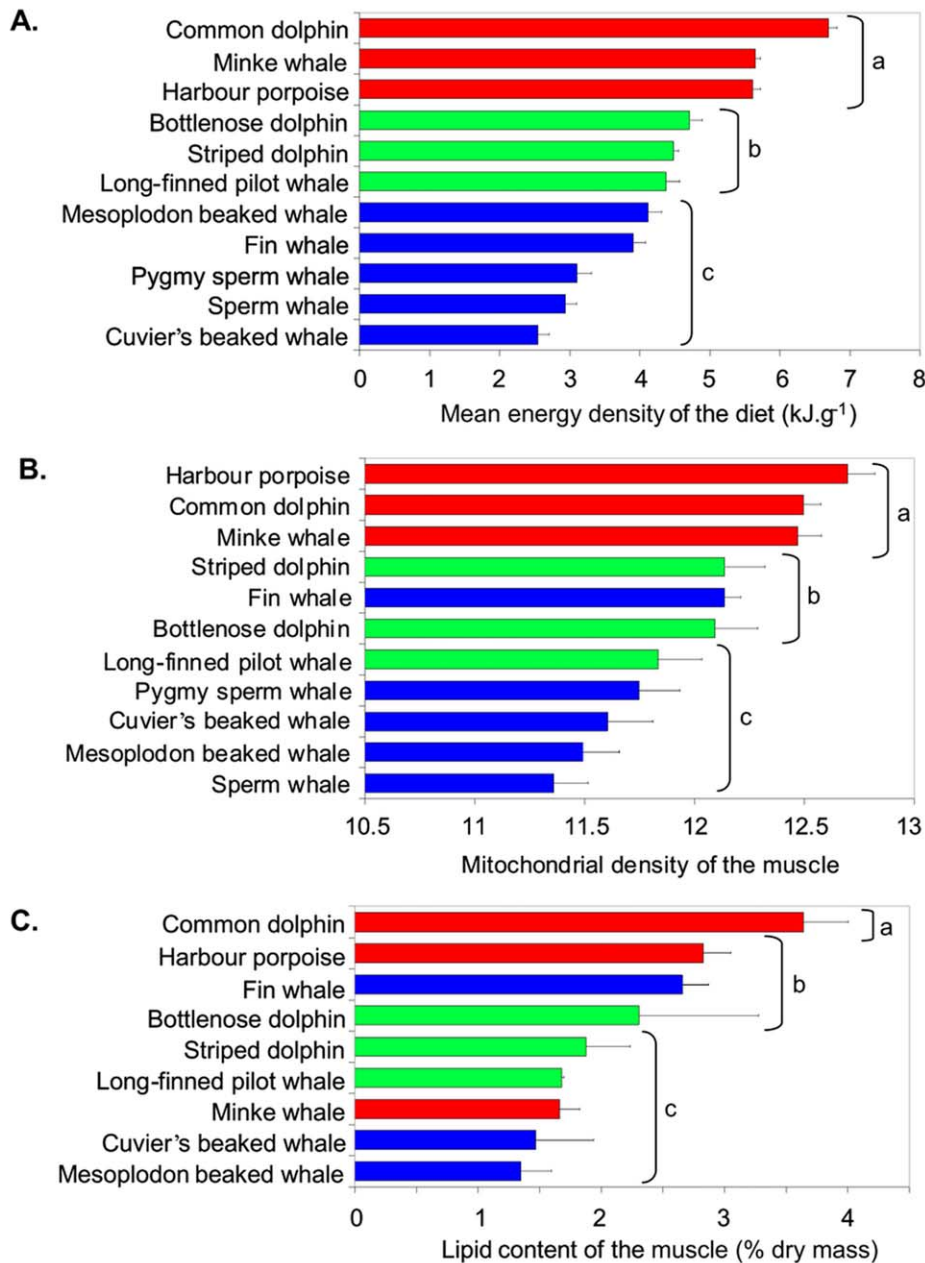 A.
Common dolphin
Minke whale
Harbour porpoise
a
Bottlenose dolphin
Striped dolphin
Long-finned pilot whale
b
Mesoplodon beaked whale
Fin whale
Pygmy sperm whale
Sperm whale
Cuvier's beaked whale
c
0 1 2 3 4 5 6 7 8
Mean energy density of the diet (kJ.g-1)
B.
Harbour porpoise
Common dolphin
Minke whale
a
Striped dolphin
Fin whale
Bottlenose dolphin
b
Long-finned pilot whale
Pygmy sperm whale
Cuvier's beaked whale
Mesoplodon beaked whale
Sperm whale
c
10.5 11 11.5 12 12.5 13
Mitochondrial density of the muscle
C.
Common dolphin
a
Harbour porpoise
Fin whale
Bottlenose dolphin
b
Striped dolphin
Long-finned pilot whale
Minke whale
Cuvier's beaked whale
Mesoplodon beaked whale
c
0 1 2 3 4
Lipid content of the muscle (% dry mass)